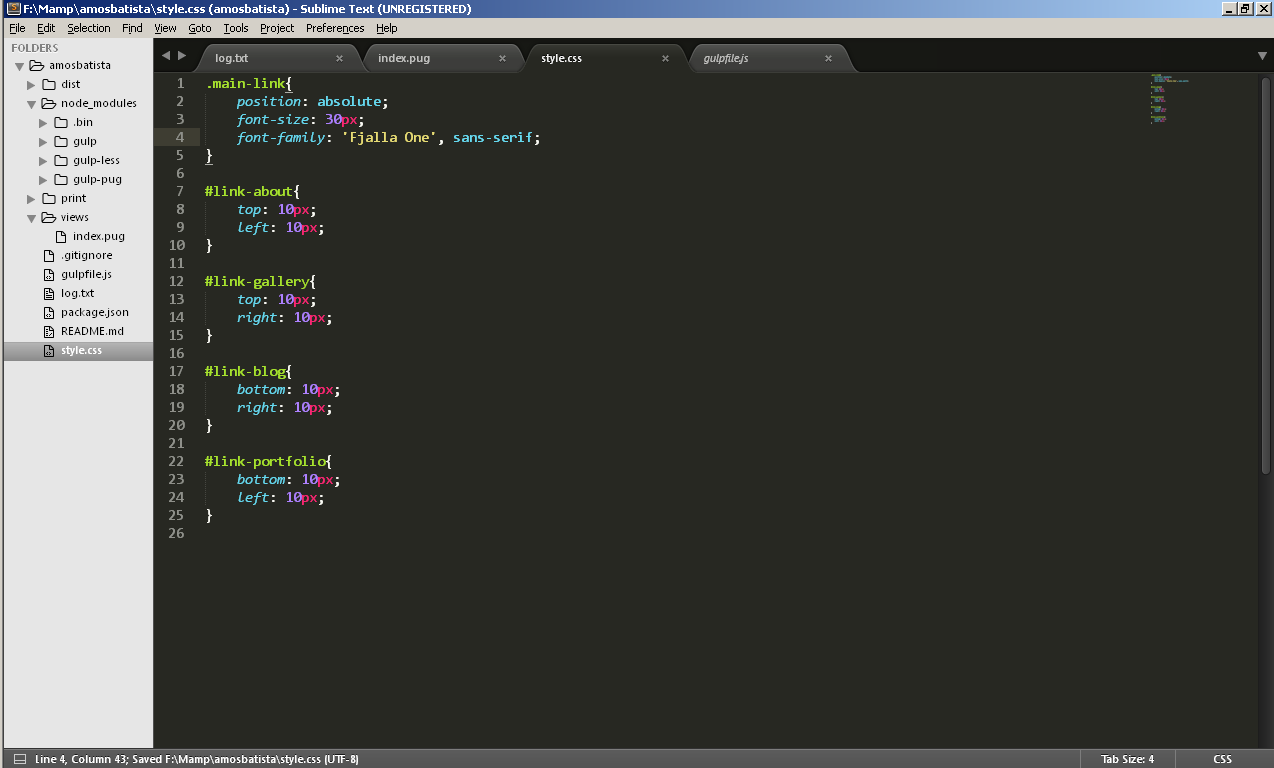 F:\Mamp\amosbatista\style.css (amosbatista) - Sublime Text (UNREGISTERED)
File Edit Selection Find View Goto Tools Project Preferences Help
FOLDERS
amosbatista
dist
node_modules
.bin
gulp
gulp-less
gulp-pug
print
views
index.pug
.gitignore
gulpfile.js
log.txt
package.json
README.md
style.css
log.txt × index.pug × style.css × gulpfile.js ×
1 .main-link{
2 position: absolute;
3 font-size: 30px;
4 font-family: 'Fjalla One', sans-serif;
5 }
6
7 #link-about{
8 top: 10px;
9 left: 10px;
10 }
11
12 #link-gallery{
13 top: 10px;
14 right: 10px;
15 }
16
17 #link-blog{
18 bottom: 10px;
19 right: 10px;
20 }
21
22 #link-portfolio{
23 bottom: 10px;
24 left: 10px;
25 }
26
Line 4, Column 43; Saved F:\Mamp\amosbatista\style.css (UTF-8) Tab Size: 4 CSS